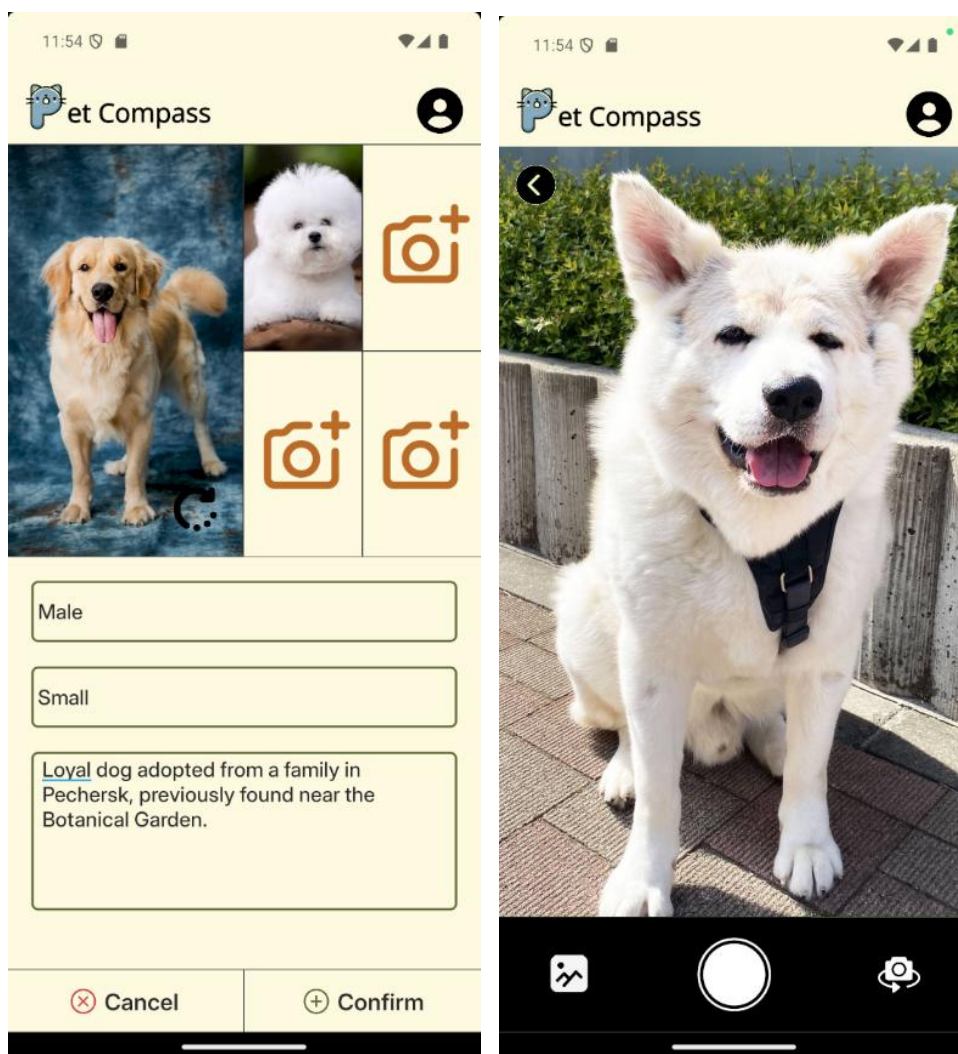 11:54
Pet Compass
Male
Small
Loyal dog adopted from a family in
Pechersk, previously found near the
Botanical Garden.
Cancel
Confirm
11:54
Pet Compass